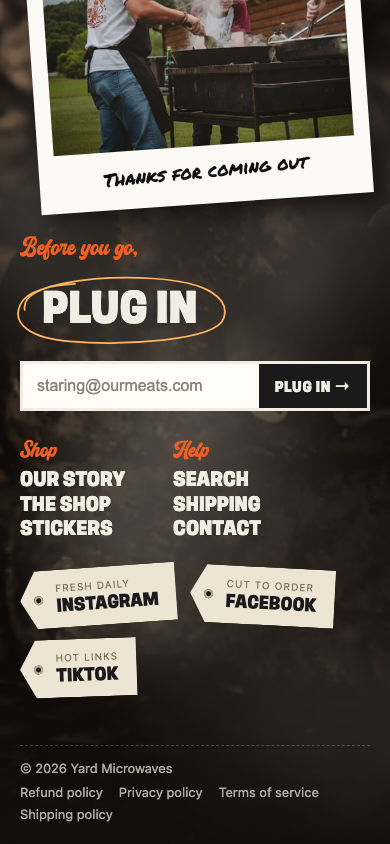 THANKS FOR COMING OUT
Before you go,
PLUG IN
staring@ourmeats.com
PLUG IN →
Shop
OUR STORY
THE SHOP
STICKERS
Help
SEARCH
SHIPPING
CONTACT
FRESH DAILY
INSTAGRAM
CUT TO ORDER
FACEBOOK
HOT LINKS
TIKTOK
© 2026 Yard Microwaves
Refund policy Privacy policy Terms of service
Shipping policy